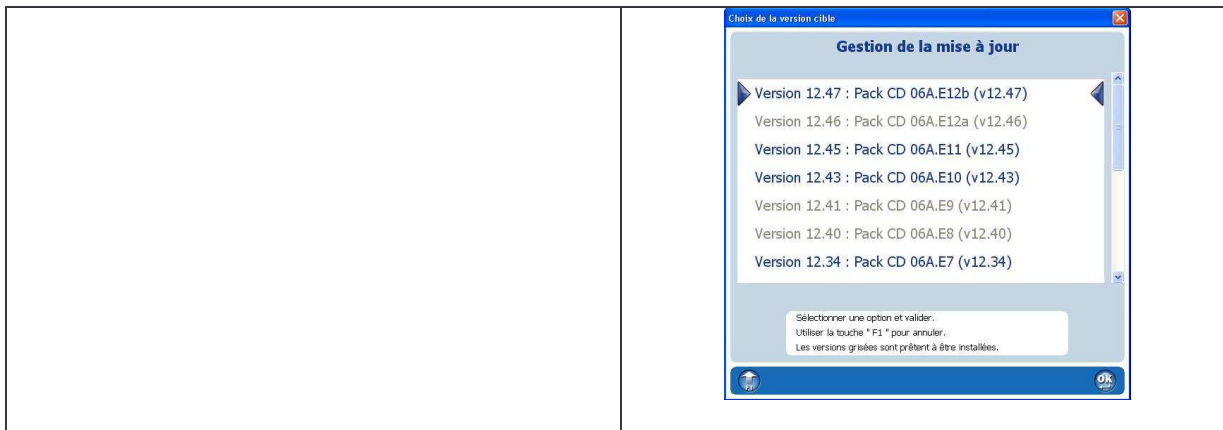 Choix de la version cible
Gestion de la mise à jour
Version 12.47 : Pack CD 06A.E12b (v12.47)
Version 12.46 : Pack CD 06A.E12a (v12.46)
Version 12.45 : Pack CD 06A.E11 (v12.45)
Version 12.43 : Pack CD 06A.E10 (v12.43)
Version 12.41 : Pack CD 06A.E9 (v12.41)
Version 12.40 : Pack CD 06A.E8 (v12.40)
Version 12.34 : Pack CD 06A.E7 (v12.34)
Sélectionner une option et valider.
Utiliser la touche " F1 " pour annuler.
Les versions grisées sont prêtent à être installées.
F1
OK